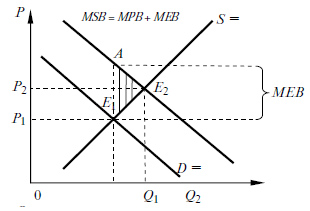 P
MSB = MPB + MEB
S =
A
P₂
E₂
MEB
E₁
P₁
D =
0
Q₁
Q₂